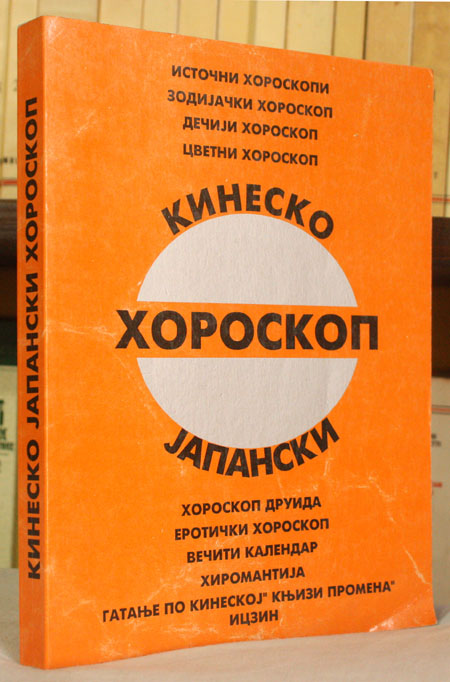 ИСТОЧНИ ХОРОСКОПИ
ЗОДИЈАЧКИ ХОРОСКОП
ДЕЧИЈИ ХОРОСКОП
ЦВЕТНИ ХОРОСКОП
КИНЕСКО
ХОРОСКОП
ЈАПАНСКИ
ХОРОСКОП ДРУИДА
ЕРОТИЧКИ ХОРОСКОП
ВЕЧИТИ КАЛЕНДАР
ХИРОМАНТИЈА
ГАТАЊЕ ПО КИНЕСКОЈ" КЊИЗИ ПРОМЕНА"
ИЦЗИН
КИНЕСКО ЈАПАНСКИ ХОРОСКОП